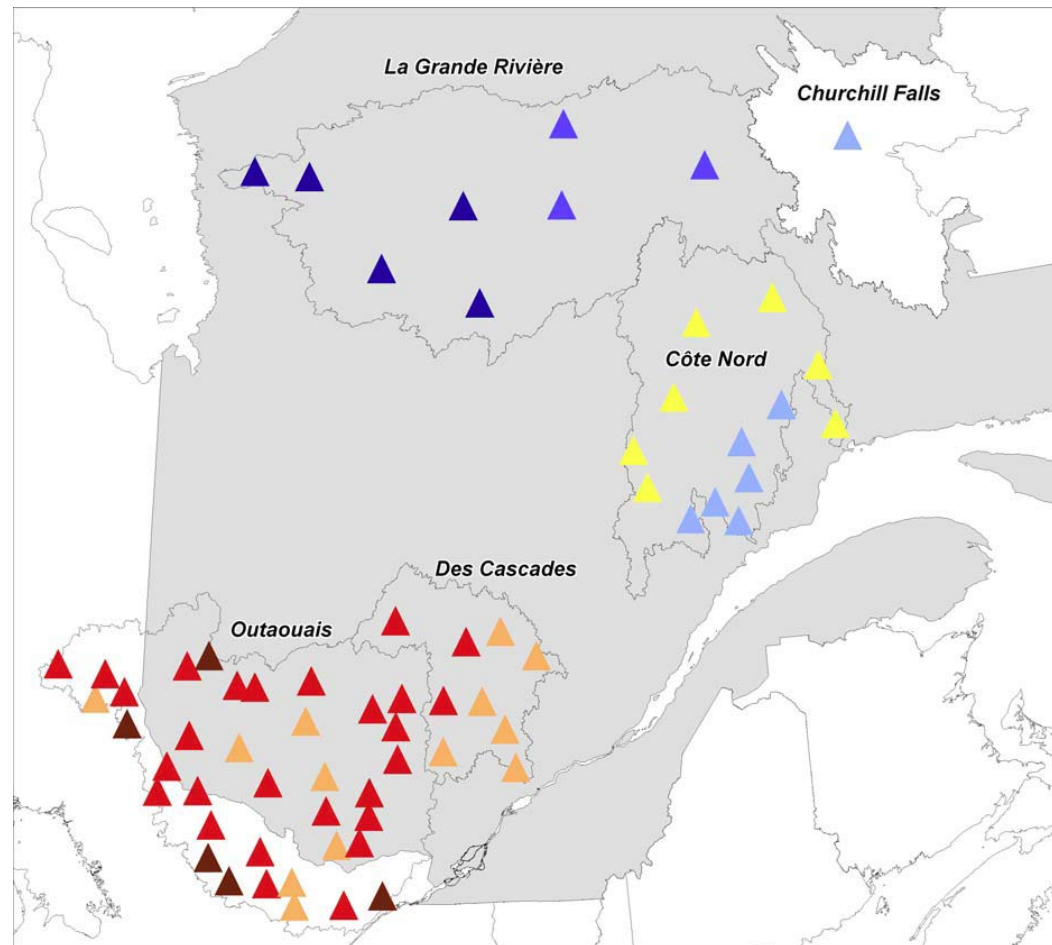 La Grande Rivière
Churchill Falls
Côte Nord
Des Cascades
Outaouais